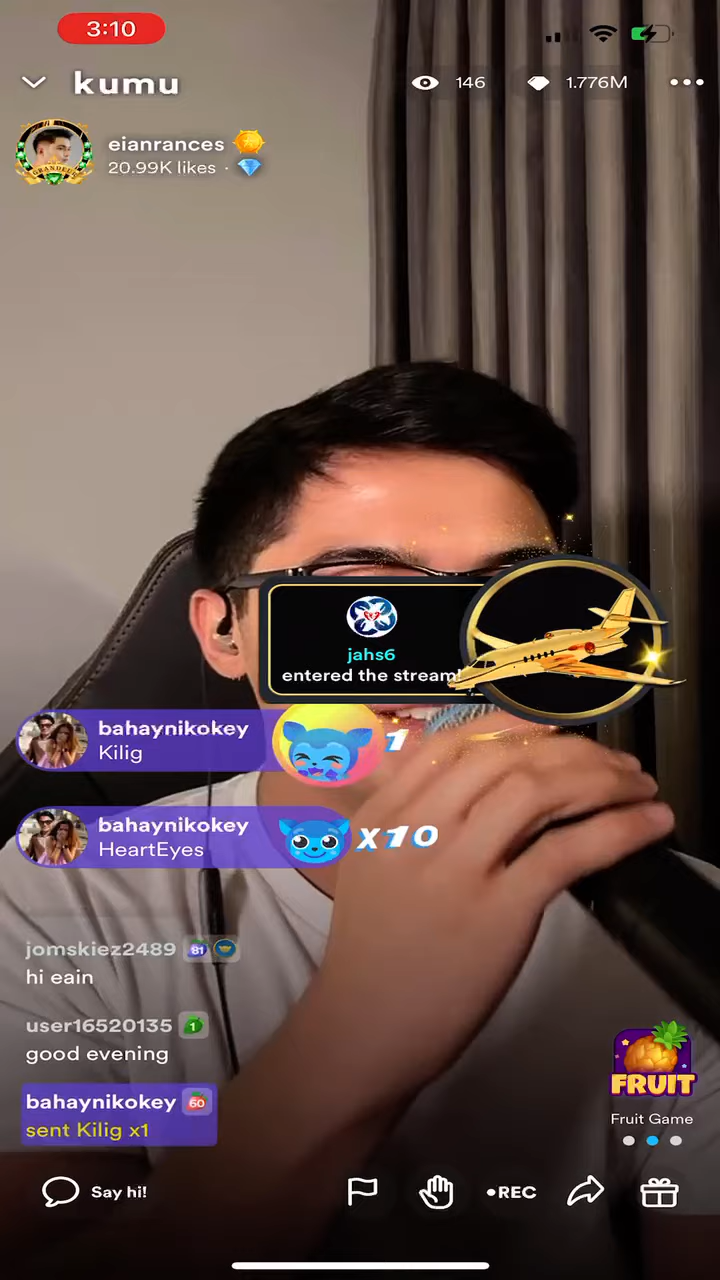 3:10
kumu
146
1.776M
eianrances
20.99K likes ·
jahs6
entered the stream!
bahaynikokey
Kilig
1
bahaynikokey
HeartEyes
x10
jomskiez2489 81
hi eain
user16520135 1
good evening
bahaynikokey 60
sent Kilig x1
FRUIT
Fruit Game
Say hi!
•REC